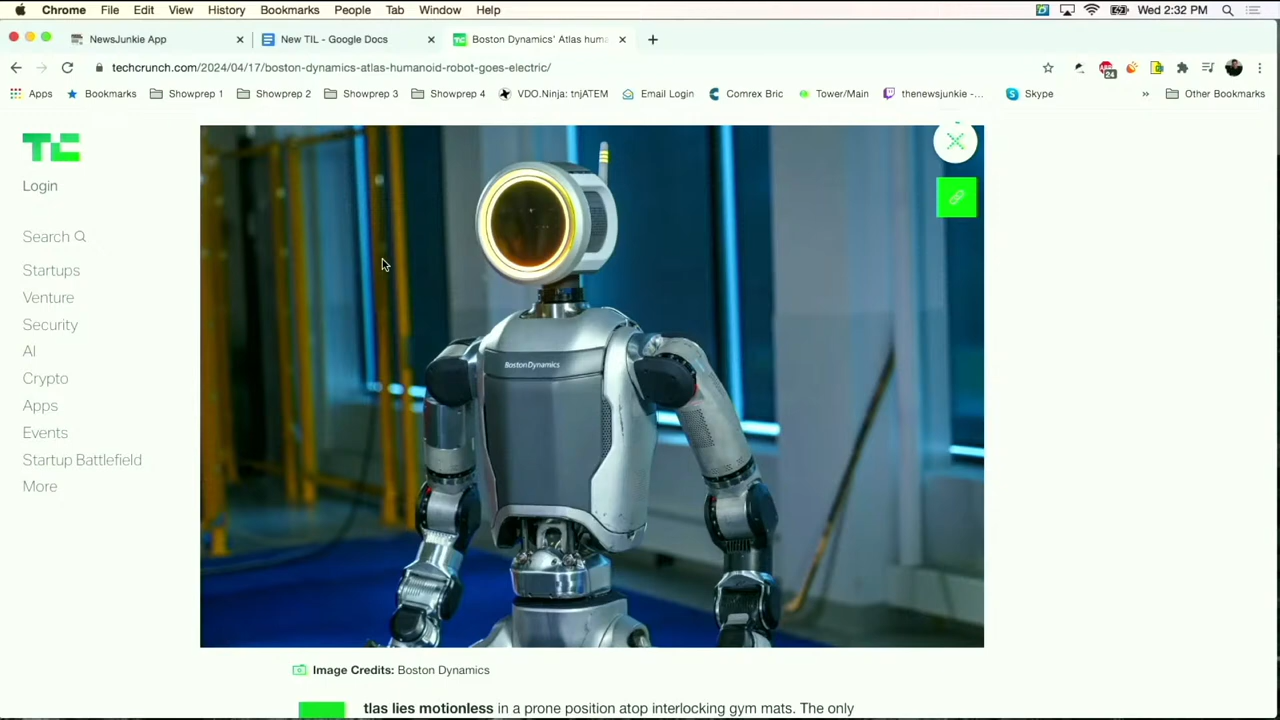 Chrome File Edit View History Bookmarks People Tab Window Help Wed 2:32 PM
NewsJunkie App New TIL - Google Docs Boston Dynamics' Atlas huma
techcrunch.com/2024/04/17/boston-dynamics-atlas-humanoid-robot-goes-electric/ 24
Apps Bookmarks Showprep 1 Showprep 2 Showprep 3 Showprep 4 VDO.Ninja: tnjATEM Email Login Comrex Bric Tower/Main thenewsjunkie -... Skype » Other Bookmarks
TC
Login
Search
Startups
Venture
Security
AI
Crypto
Apps
Events
Startup Battlefield
More
BostonDynamics
Image Credits: Boston Dynamics
tlas lies motionless in a prone position atop interlocking gym mats. The only